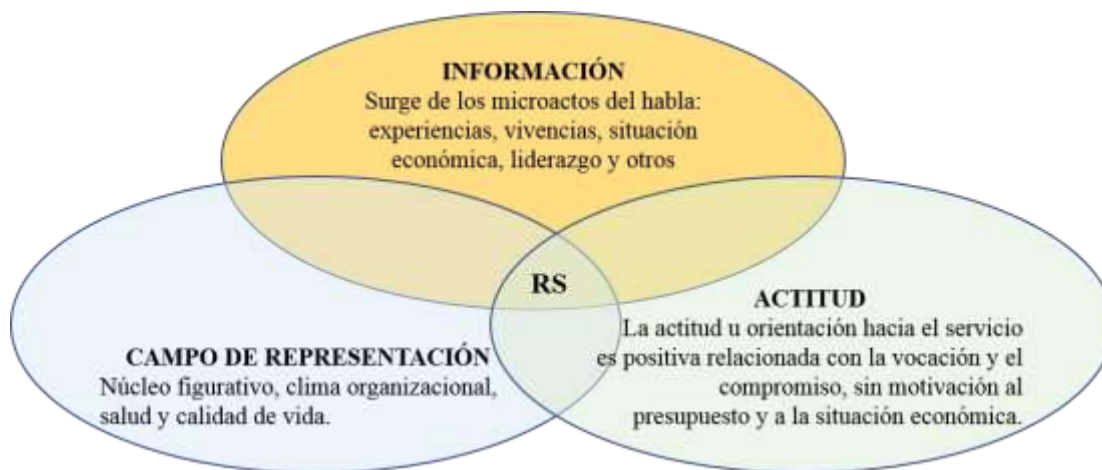 INFORMACIÓN
Surge de los microactos del habla:
experiencias, vivencias, situación
económica, liderazgo y otros
RS
CAMPO DE REPRESENTACIÓN
Núcleo figurativo, clima organizacional,
salud y calidad de vida.
ACTITUD
La actitud u orientación hacia el servicio
es positiva relacionada con la vocación y el
compromiso, sin motivación al
presupuesto y a la situación económica.